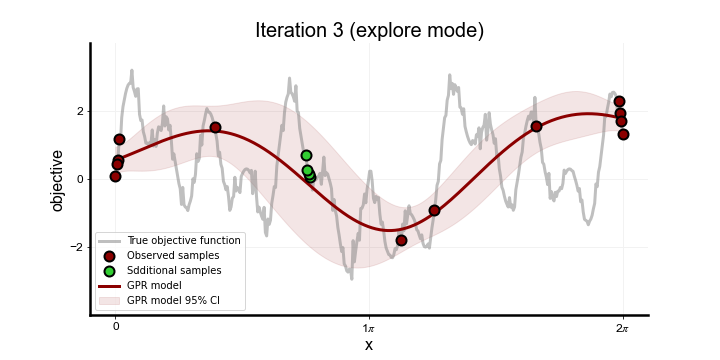 Iteration 3 (explore mode)
objective
2
0
−2
True objective function
Observed samples
Sdditional samples
GPR model
GPR model 95% CI
0
1π
2π
x